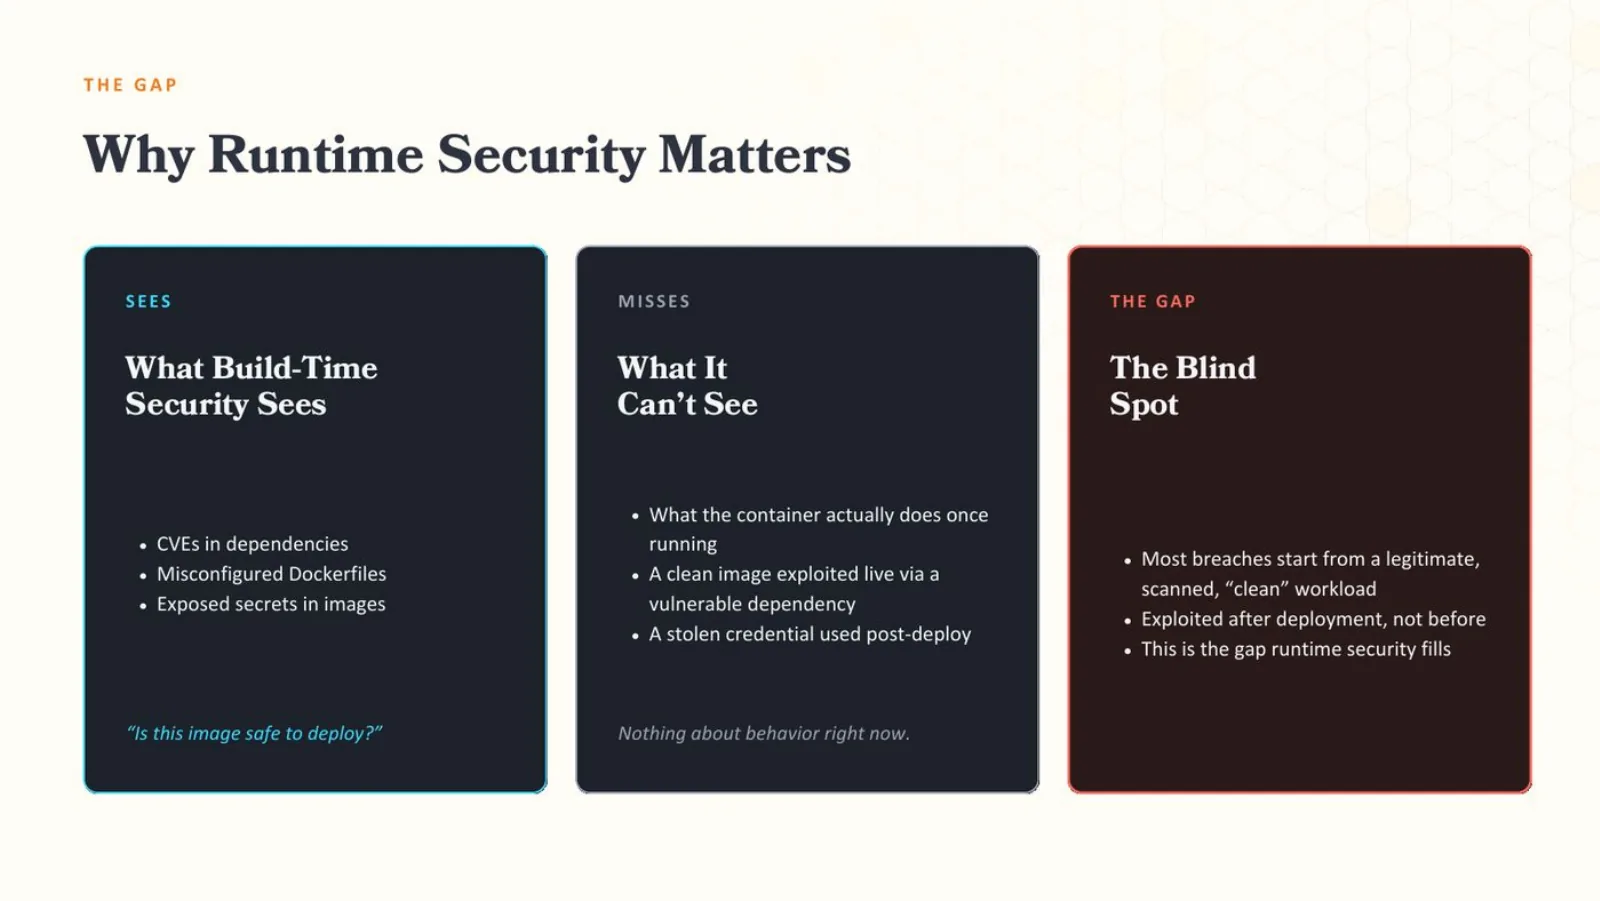 THE GAP
Why Runtime Security Matters
SEES
What Build-Time
Security Sees
• CVEs in dependencies
• Misconfigured Dockerfiles
• Exposed secrets in images
“Is this image safe to deploy?”
MISSES
What It
Can’t See
• What the container actually does once
running
• A clean image exploited live via a
vulnerable dependency
• A stolen credential used post-deploy
Nothing about behavior right now.
THE GAP
The Blind
Spot
• Most breaches start from a legitimate,
scanned, “clean” workload
• Exploited after deployment, not before
• This is the gap runtime security fills